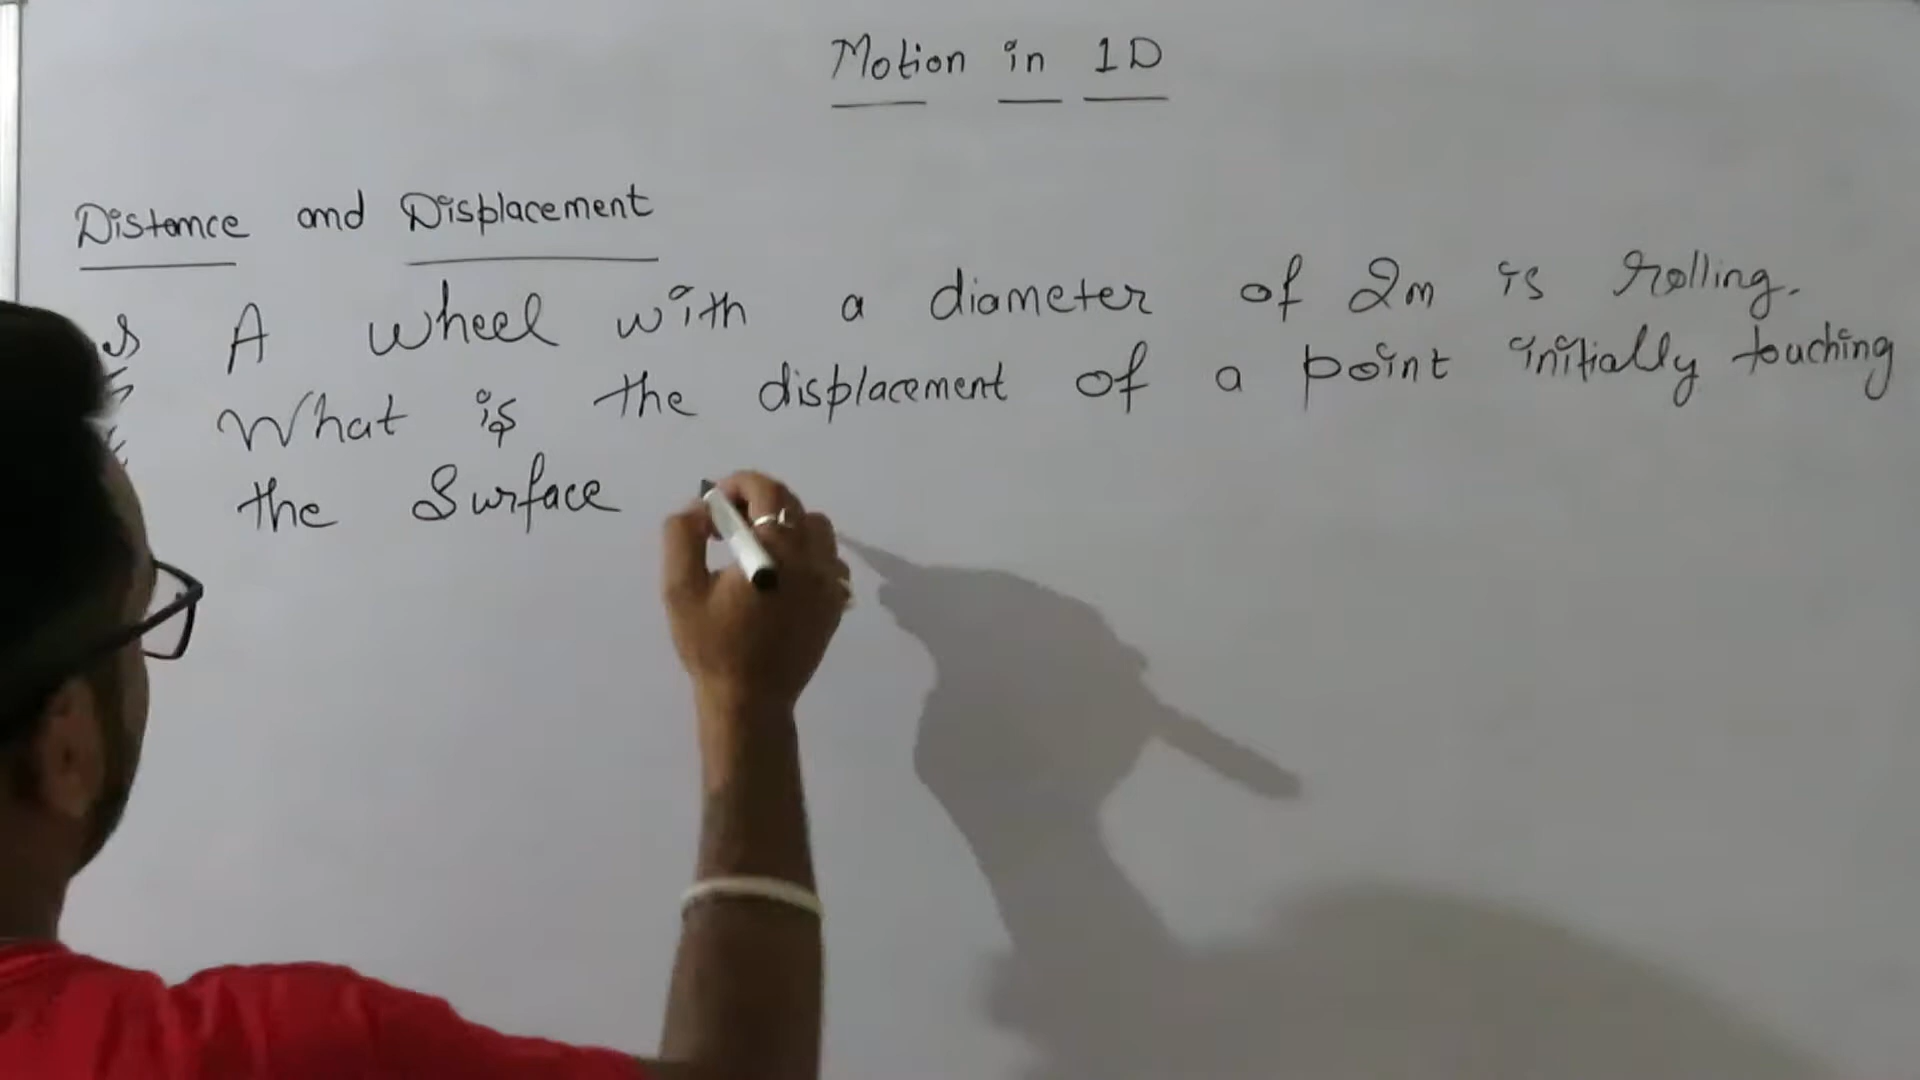 Motion in 1D
Distance and Displacement
A wheel with a diameter of 2m is rolling.
What is the displacement of a point initially touching
the Surface